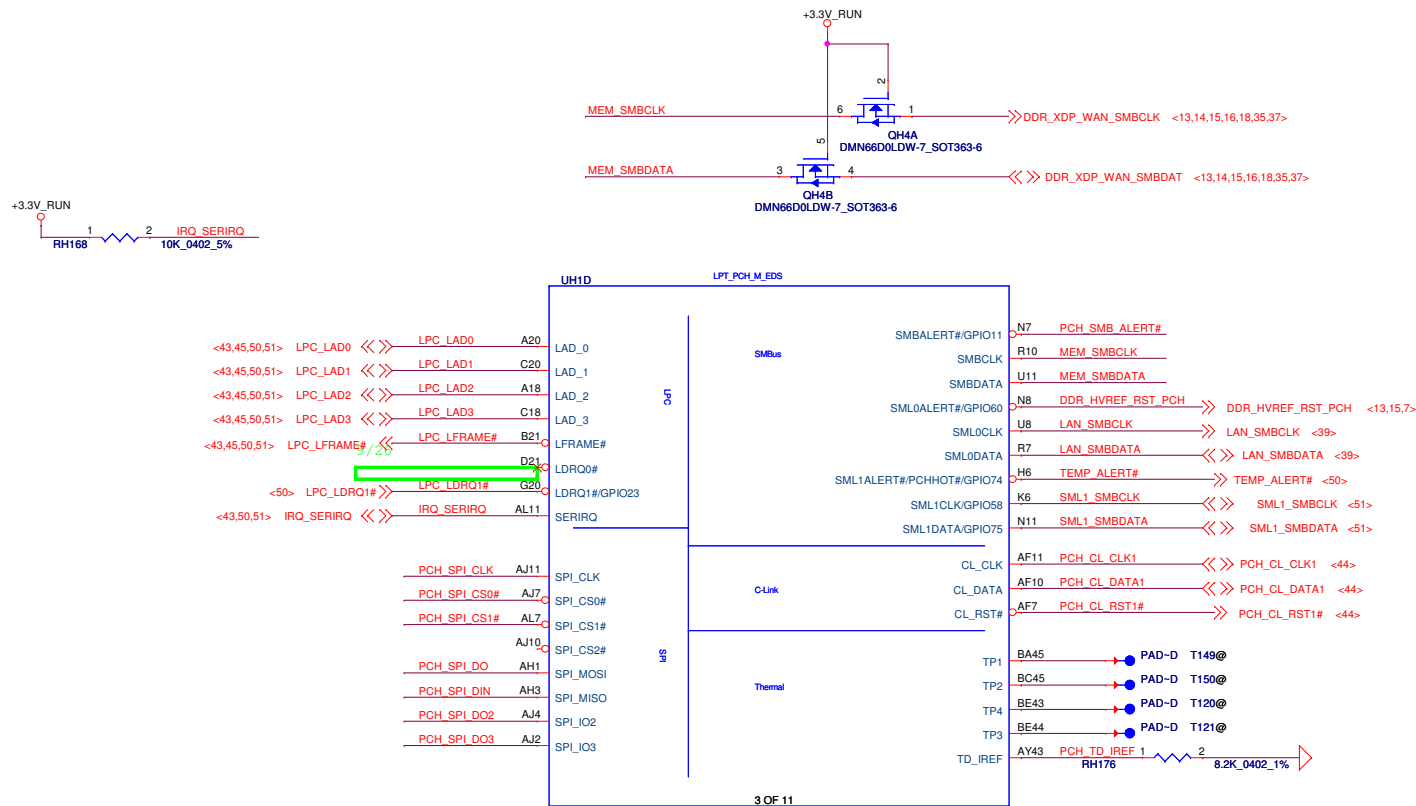 +3.3V_RUN
2
MEM_SMBCLK 6 1 DDR_XDP_WAN_SMBCLK <13,14,15,16,18,35,37>
QH4A
DMN66D0LDW-7_SOT363-6
5
MEM_SMBDATA 3 4 DDR_XDP_WAN_SMBDAT <13,14,15,16,18,35,37>
QH4B
DMN66D0LDW-7_SOT363-6
+3.3V_RUN
1 2 IRQ_SERIRQ
RH168 10K_0402_5%
UH1D LPT_PCH_M_EDS
<43,45,50,51> LPC_LAD0 LPC_LAD0 A20 LAD_0
<43,45,50,51> LPC_LAD1 LPC_LAD1 C20 LAD_1
<43,45,50,51> LPC_LAD2 LPC_LAD2 A18 LAD_2
<43,45,50,51> LPC_LAD3 LPC_LAD3 C18 LAD_3
<43,45,50,51> LPC_LFRAME# LPC_LFRAME# B21 LFRAME#
9/26
D21 LDRQ0#
<50> LPC_LDRQ1# LPC_LDRQ1# G20 LDRQ1#/GPIO23
<43,50,51> IRQ_SERIRQ IRQ_SERIRQ AL11 SERIRQ
LPC
PCH_SPI_CLK AJ11 SPI_CLK
PCH_SPI_CS0# AJ7 SPI_CS0#
PCH_SPI_CS1# AL7 SPI_CS1#
AJ10 SPI_CS2#
PCH_SPI_DO AH1 SPI_MOSI
PCH_SPI_DIN AH3 SPI_MISO
PCH_SPI_DO2 AJ4 SPI_IO2
PCH_SPI_DO3 AJ2 SPI_IO3
SPI
SMBus
SMBALERT#/GPIO11 N7 PCH_SMB_ALERT#
SMBCLK R10 MEM_SMBCLK
SMBDATA U11 MEM_SMBDATA
SML0ALERT#/GPIO60 N8 DDR_HVREF_RST_PCH DDR_HVREF_RST_PCH <13,15,7>
SML0CLK U8 LAN_SMBCLK LAN_SMBCLK <39>
SML0DATA R7 LAN_SMBDATA LAN_SMBDATA <39>
SML1ALERT#/PCHHOT#/GPIO74 H6 TEMP_ALERT# TEMP_ALERT# <50>
SML1CLK/GPIO58 K6 SML1_SMBCLK SML1_SMBCLK <51>
SML1DATA/GPIO75 N11 SML1_SMBDATA SML1_SMBDATA <51>
C-Link
CL_CLK AF11 PCH_CL_CLK1 PCH_CL_CLK1 <44>
CL_DATA AF10 PCH_CL_DATA1 PCH_CL_DATA1 <44>
CL_RST# AF7 PCH_CL_RST1# PCH_CL_RST1# <44>
Thermal
TP1 BA45 PAD~D T149@
TP2 BC45 PAD~D T150@
TP4 BE43 PAD~D T120@
TP3 BE44 PAD~D T121@
TD_IREF AY43 PCH_TD_IREF 1 2
RH176 8.2K_0402_1%
3 OF 11